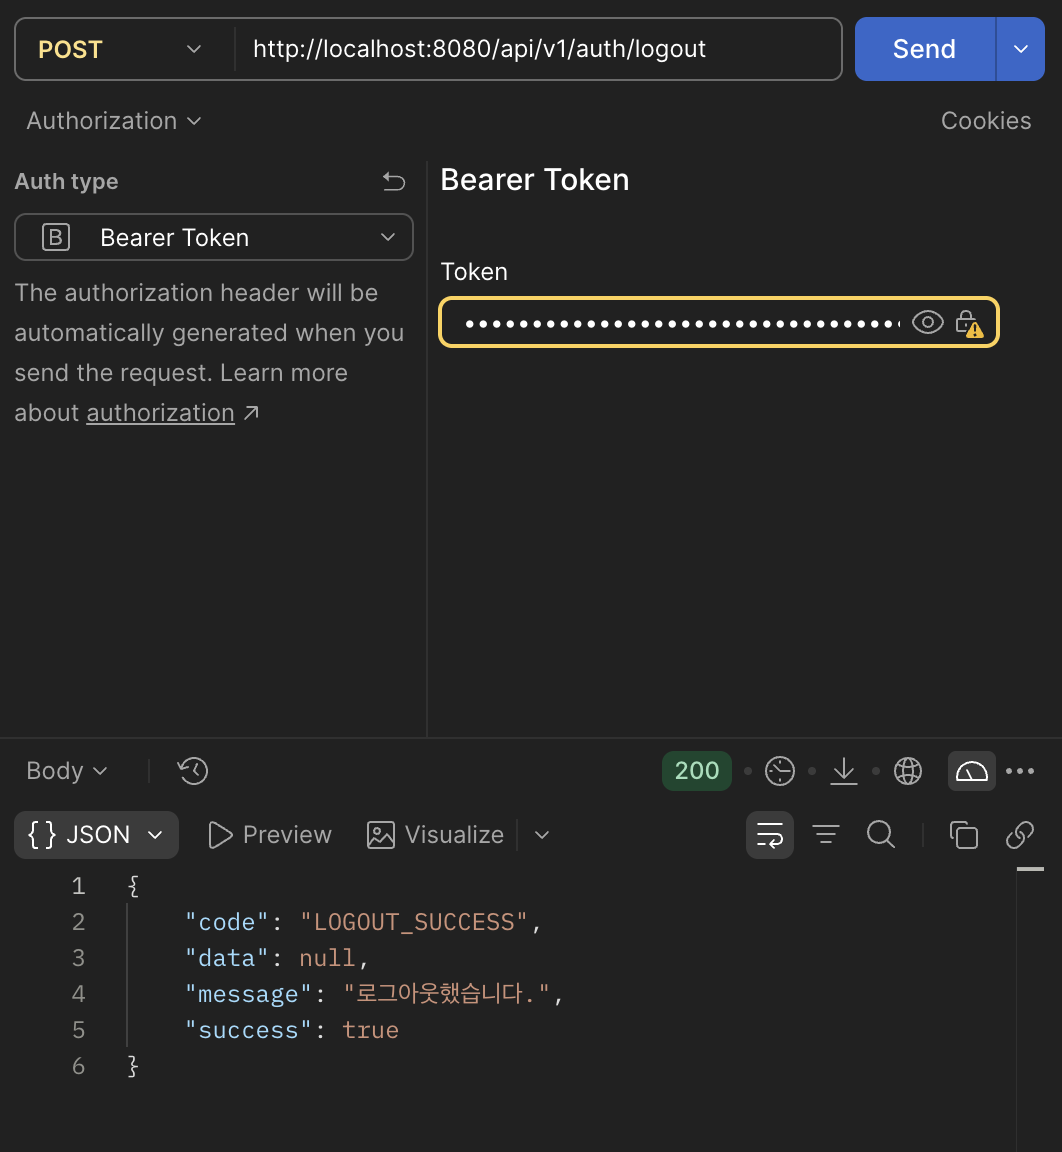 POST
http://localhost:8080/api/v1/auth/logout
Send
Authorization
Cookies
Auth type
Bearer Token
B Bearer Token
The authorization header will be
automatically generated when you
send the request. Learn more
about authorization ↗
Token
Body
200
{ } JSON
Preview
Visualize
1 {
2 "code": "LOGOUT_SUCCESS",
3 "data": null,
4 "message": "로그아웃했습니다.",
5 "success": true
6 }